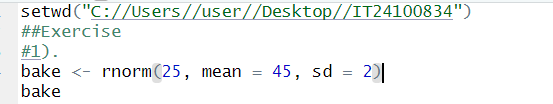 setwd("C://Users//user//Desktop//IT24100834")
##Exercise
#1).
bake <- rnorm(25, mean = 45, sd = 2)
bake